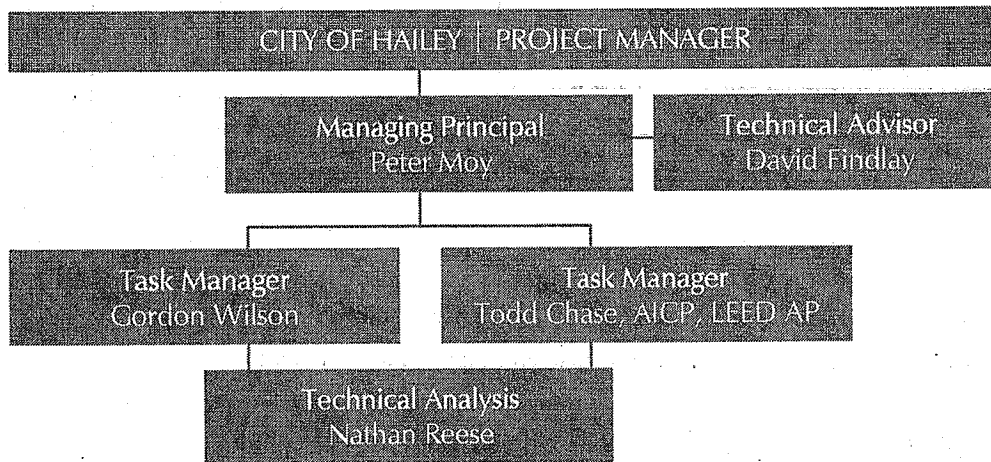 CITY OF HAILEY | PROJECT MANAGER
Managing Principal
Peter Moy
Technical Advisor
David Findlay
Task Manager
Gordon Wilson
Task Manager
Todd Chase, AICP, LEED AP
Technical Analysis
Nathan Reese